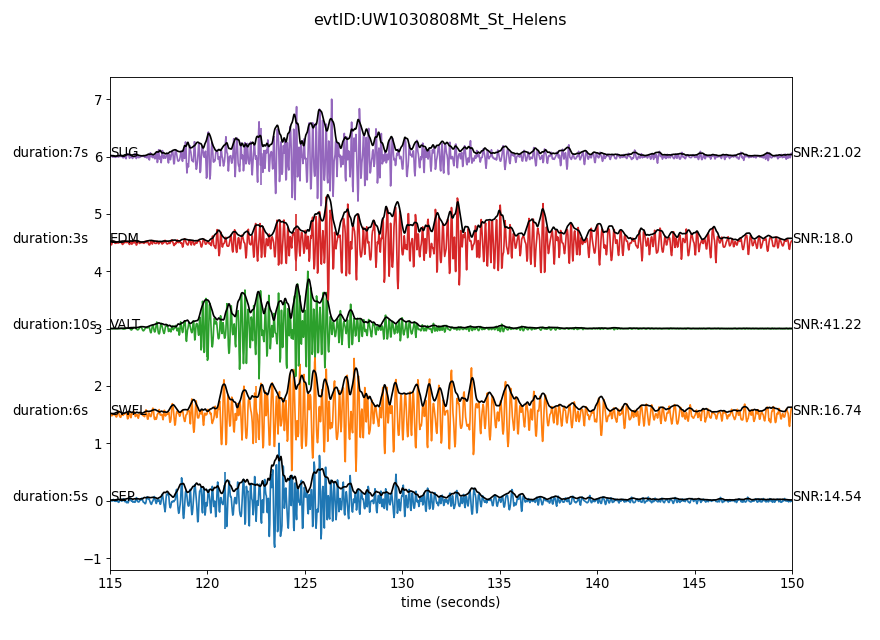 evtID:UW1030808Mt_St_Helens
7
duration:7s SUG SNR:21.02
6
5
duration:3s EDM SNR:18.0
4
duration:10s VALT SNR:41.22
3
2
duration:6s SWFL SNR:16.74
1
duration:5s SEP SNR:14.54
0
−1
115 120 125 130 135 140 145 150
time (seconds)